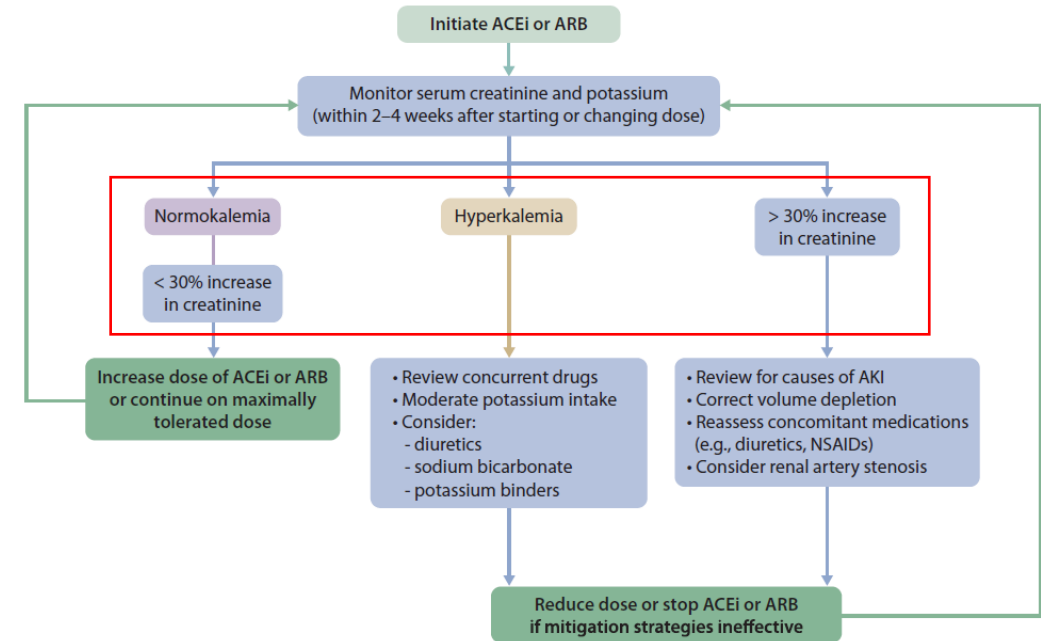 Initiate ACEi or ARB
Monitor serum creatinine and potassium
(within 2–4 weeks after starting or changing dose)
Normokalemia
< 30% increase
in creatinine
Hyperkalemia
> 30% increase
in creatinine
Increase dose of ACEi or ARB
or continue on maximally
tolerated dose
• Review concurrent drugs
• Moderate potassium intake
• Consider:
- diuretics
- sodium bicarbonate
- potassium binders
• Review for causes of AKI
• Correct volume depletion
• Reassess concomitant medications
(e.g., diuretics, NSAIDs)
• Consider renal artery stenosis
Reduce dose or stop ACEi or ARB
if mitigation strategies ineffective